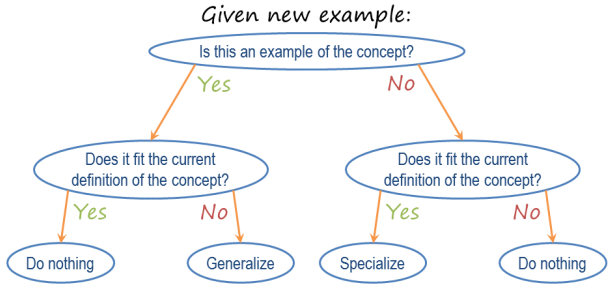 Given new example:
Is this an example of the concept?
Yes
No
Does it fit the current
definition of the concept?
Does it fit the current
definition of the concept?
Yes
No
Yes
No
Do nothing
Generalize
Specialize
Do nothing